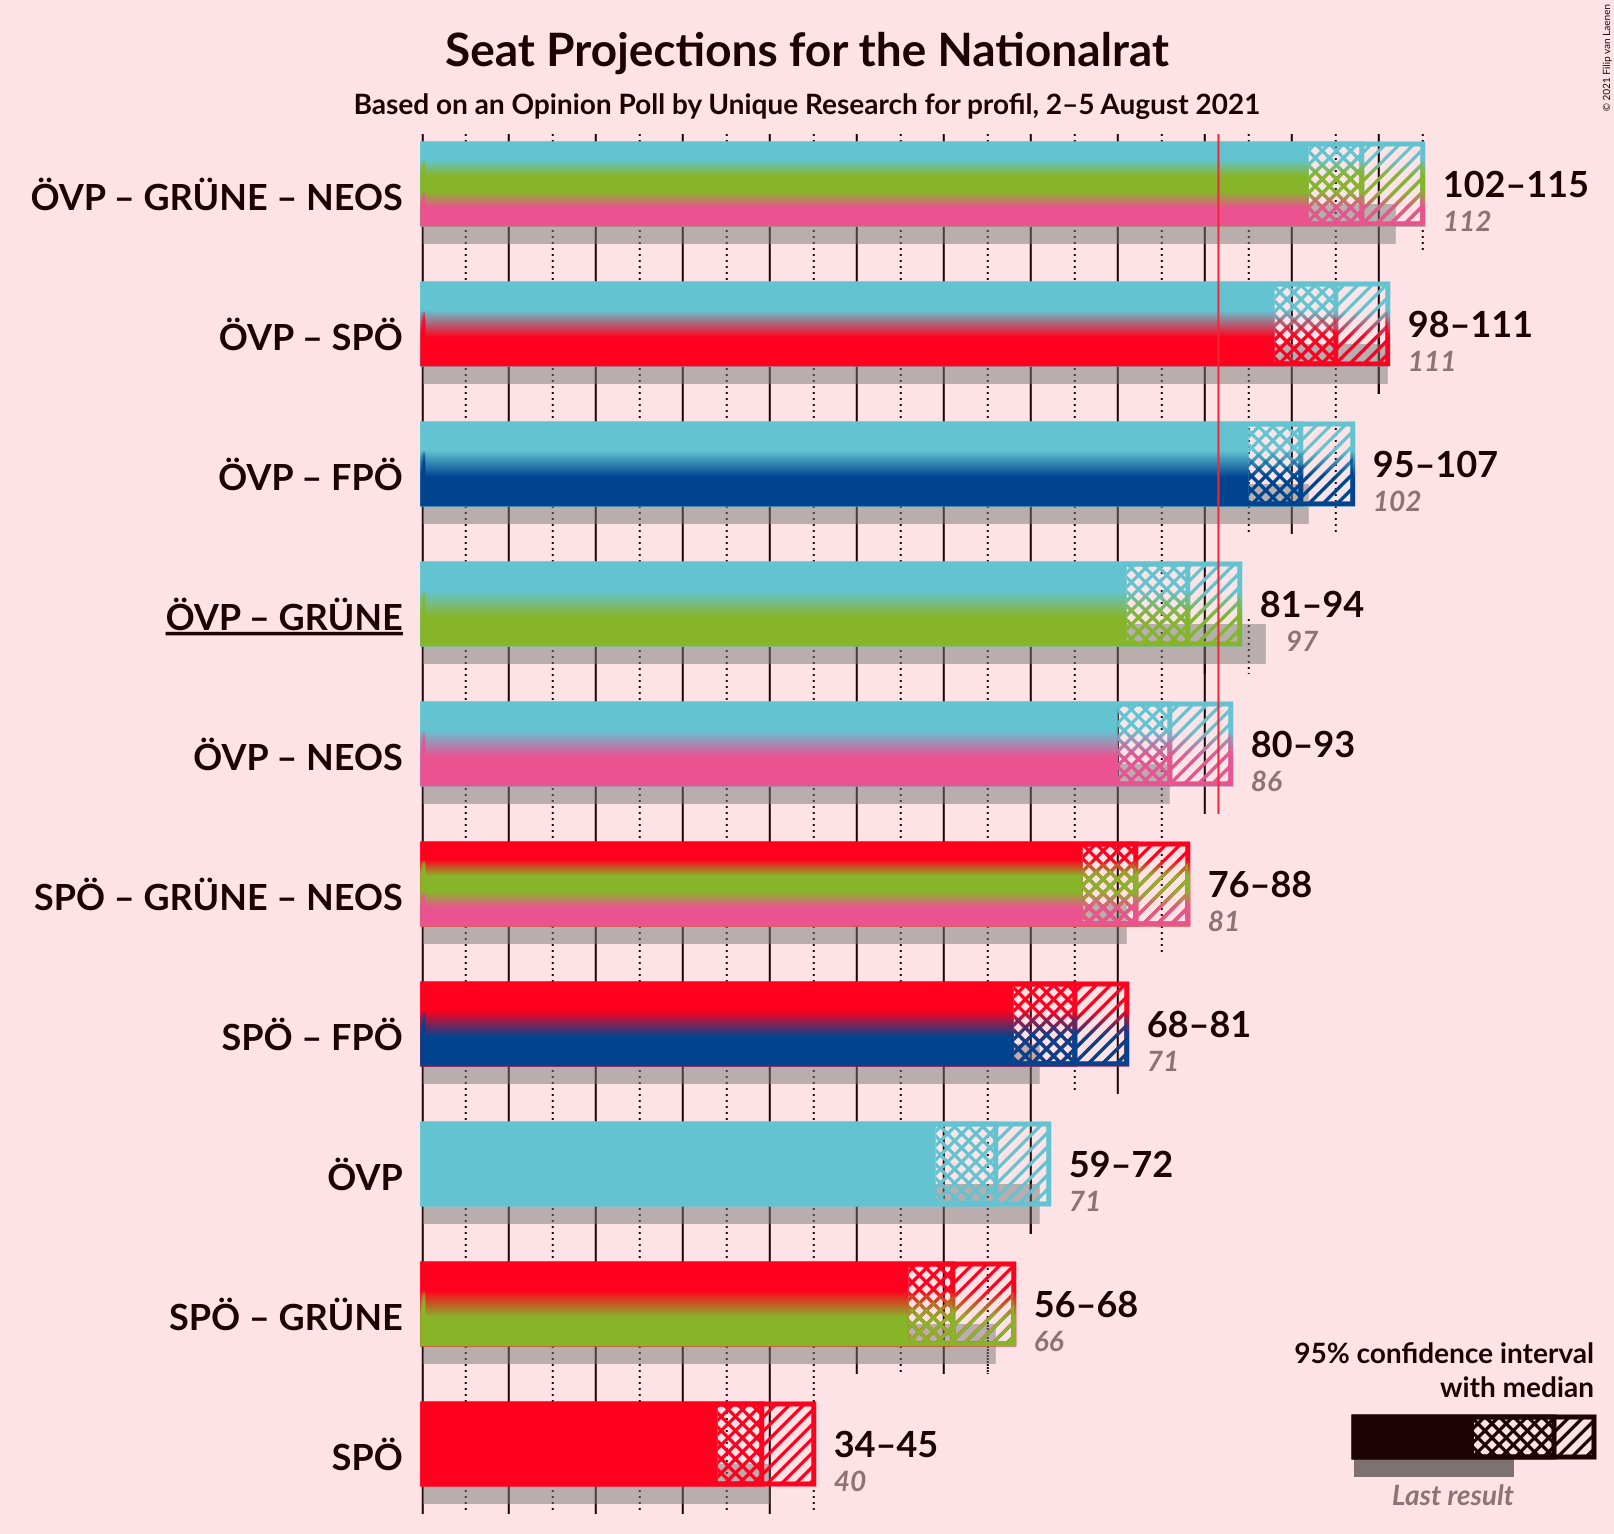 Seat Projections for the Nationalrat
Based on an Opinion Poll by Unique Research for profil, 2–5 August 2021
© 2021 Filip van Laenen
ÖVP – GRÜNE – NEOS
102–115
112
ÖVP – SPÖ
98–111
111
ÖVP – FPÖ
95–107
102
ÖVP – GRÜNE
81–94
97
ÖVP – NEOS
80–93
86
SPÖ – GRÜNE – NEOS
76–88
81
SPÖ – FPÖ
68–81
71
ÖVP
59–72
71
SPÖ – GRÜNE
56–68
66
SPÖ
34–45
40
95% confidence interval
with median
Last result